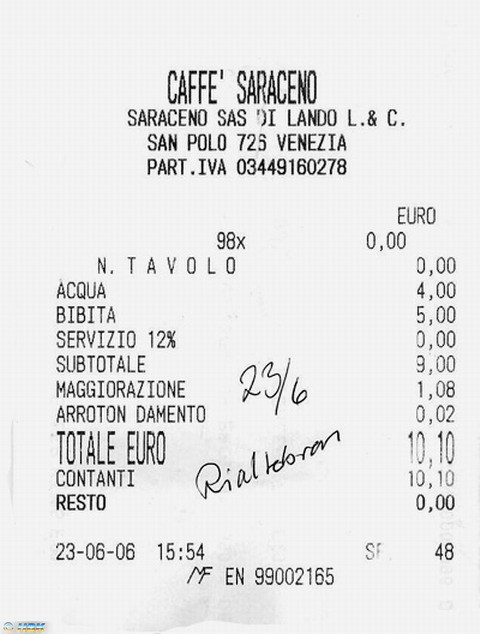 CAFFE' SARACENO
SARACENO SAS DI LANDO L.& C.
SAN POLO 726 VENEZIA
PART.IVA 03449160278
EURO
98x 0,00
N. TAVOLO 0,00
ACQUA 4,00
BIBITA 5,00
SERVIZIO 12% 0,00
SUBTOTALE 9,00
MAGGIORAZIONE 1,08
23/6
ARROTON DAMENTO 0,02
TOTALE EURO 10,10
CONTANTI 10,10
RESTO 0,00
23-06-06 15:54 48
MF EN 99002165